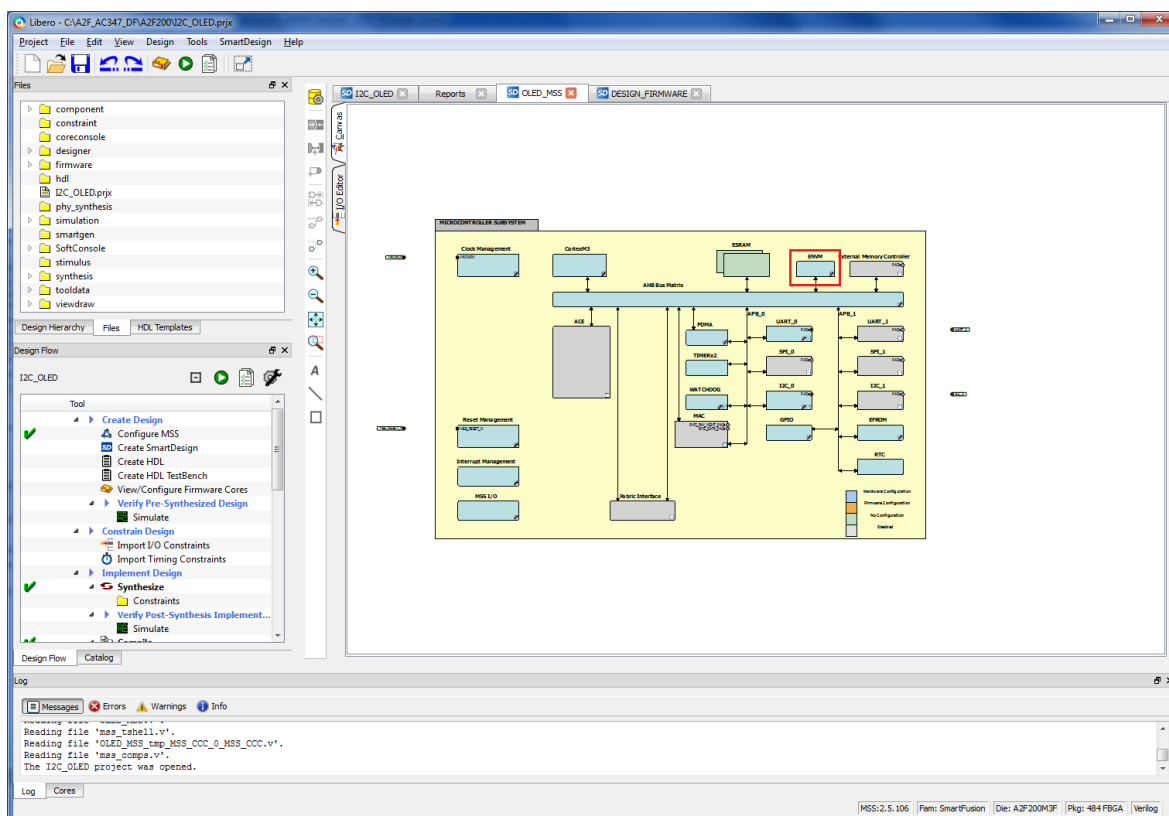 Libero - C:\A2F_AC347_DF\A2F200\I2C_OLED.prjx
Project File Edit View Design Tools SmartDesign Help
Files
component
constraint
coreconsole
designer
firmware
hdl
I2C_OLED.prjx
phy_synthesis
simulation
smartgen
SoftConsole
stimulus
synthesis
tooldata
viewdraw
Design Hierarchy Files HDL Templates
Design Flow
I2C_OLED
Tool
Create Design
Configure MSS
Create SmartDesign
Create HDL
Create HDL TestBench
View/Configure Firmware Cores
Verify Pre-Synthesized Design
Simulate
Constrain Design
Import I/O Constraints
Import Timing Constraints
Implement Design
Synthesize
Constraints
Verify Post-Synthesis Implement...
Simulate
Compile
Design Flow Catalog
I2C_OLED Reports OLED_MSS DESIGN_FIRMWARE
Canvas
I/O Editor
MICROCONTROLLER SUBSYSTEM
Clock Management CortexM3 ESRAM ENVM External Memory Controller
AHB Bus Matrix
ACE PDMA APB_0 UART_0 APB_1 UART_1
TIMERx2 SPI_0 SPI_1
WATCHDOG I2C_0 I2C_1
Reset Management MAC GPIO EFROM
MSS_RESET_N
Interrupt Management RTC
MSS I/O Fabric Interface
Hardware Configuration
Firmware Configuration
No Configuration
Disabled
Log
Messages Errors Warnings Info
Reading file 'OLED_MSS.v'.
Reading file 'mss_tshell.v'.
Reading file 'OLED_MSS_tmp_MSS_CCC_0_MSS_CCC.v'.
Reading file 'mss_comps.v'.
The I2C_OLED project was opened.
Log Cores
MSS:2.5.106 Fam: SmartFusion Die: A2F200M3F Pkg: 484 FBGA Verilog